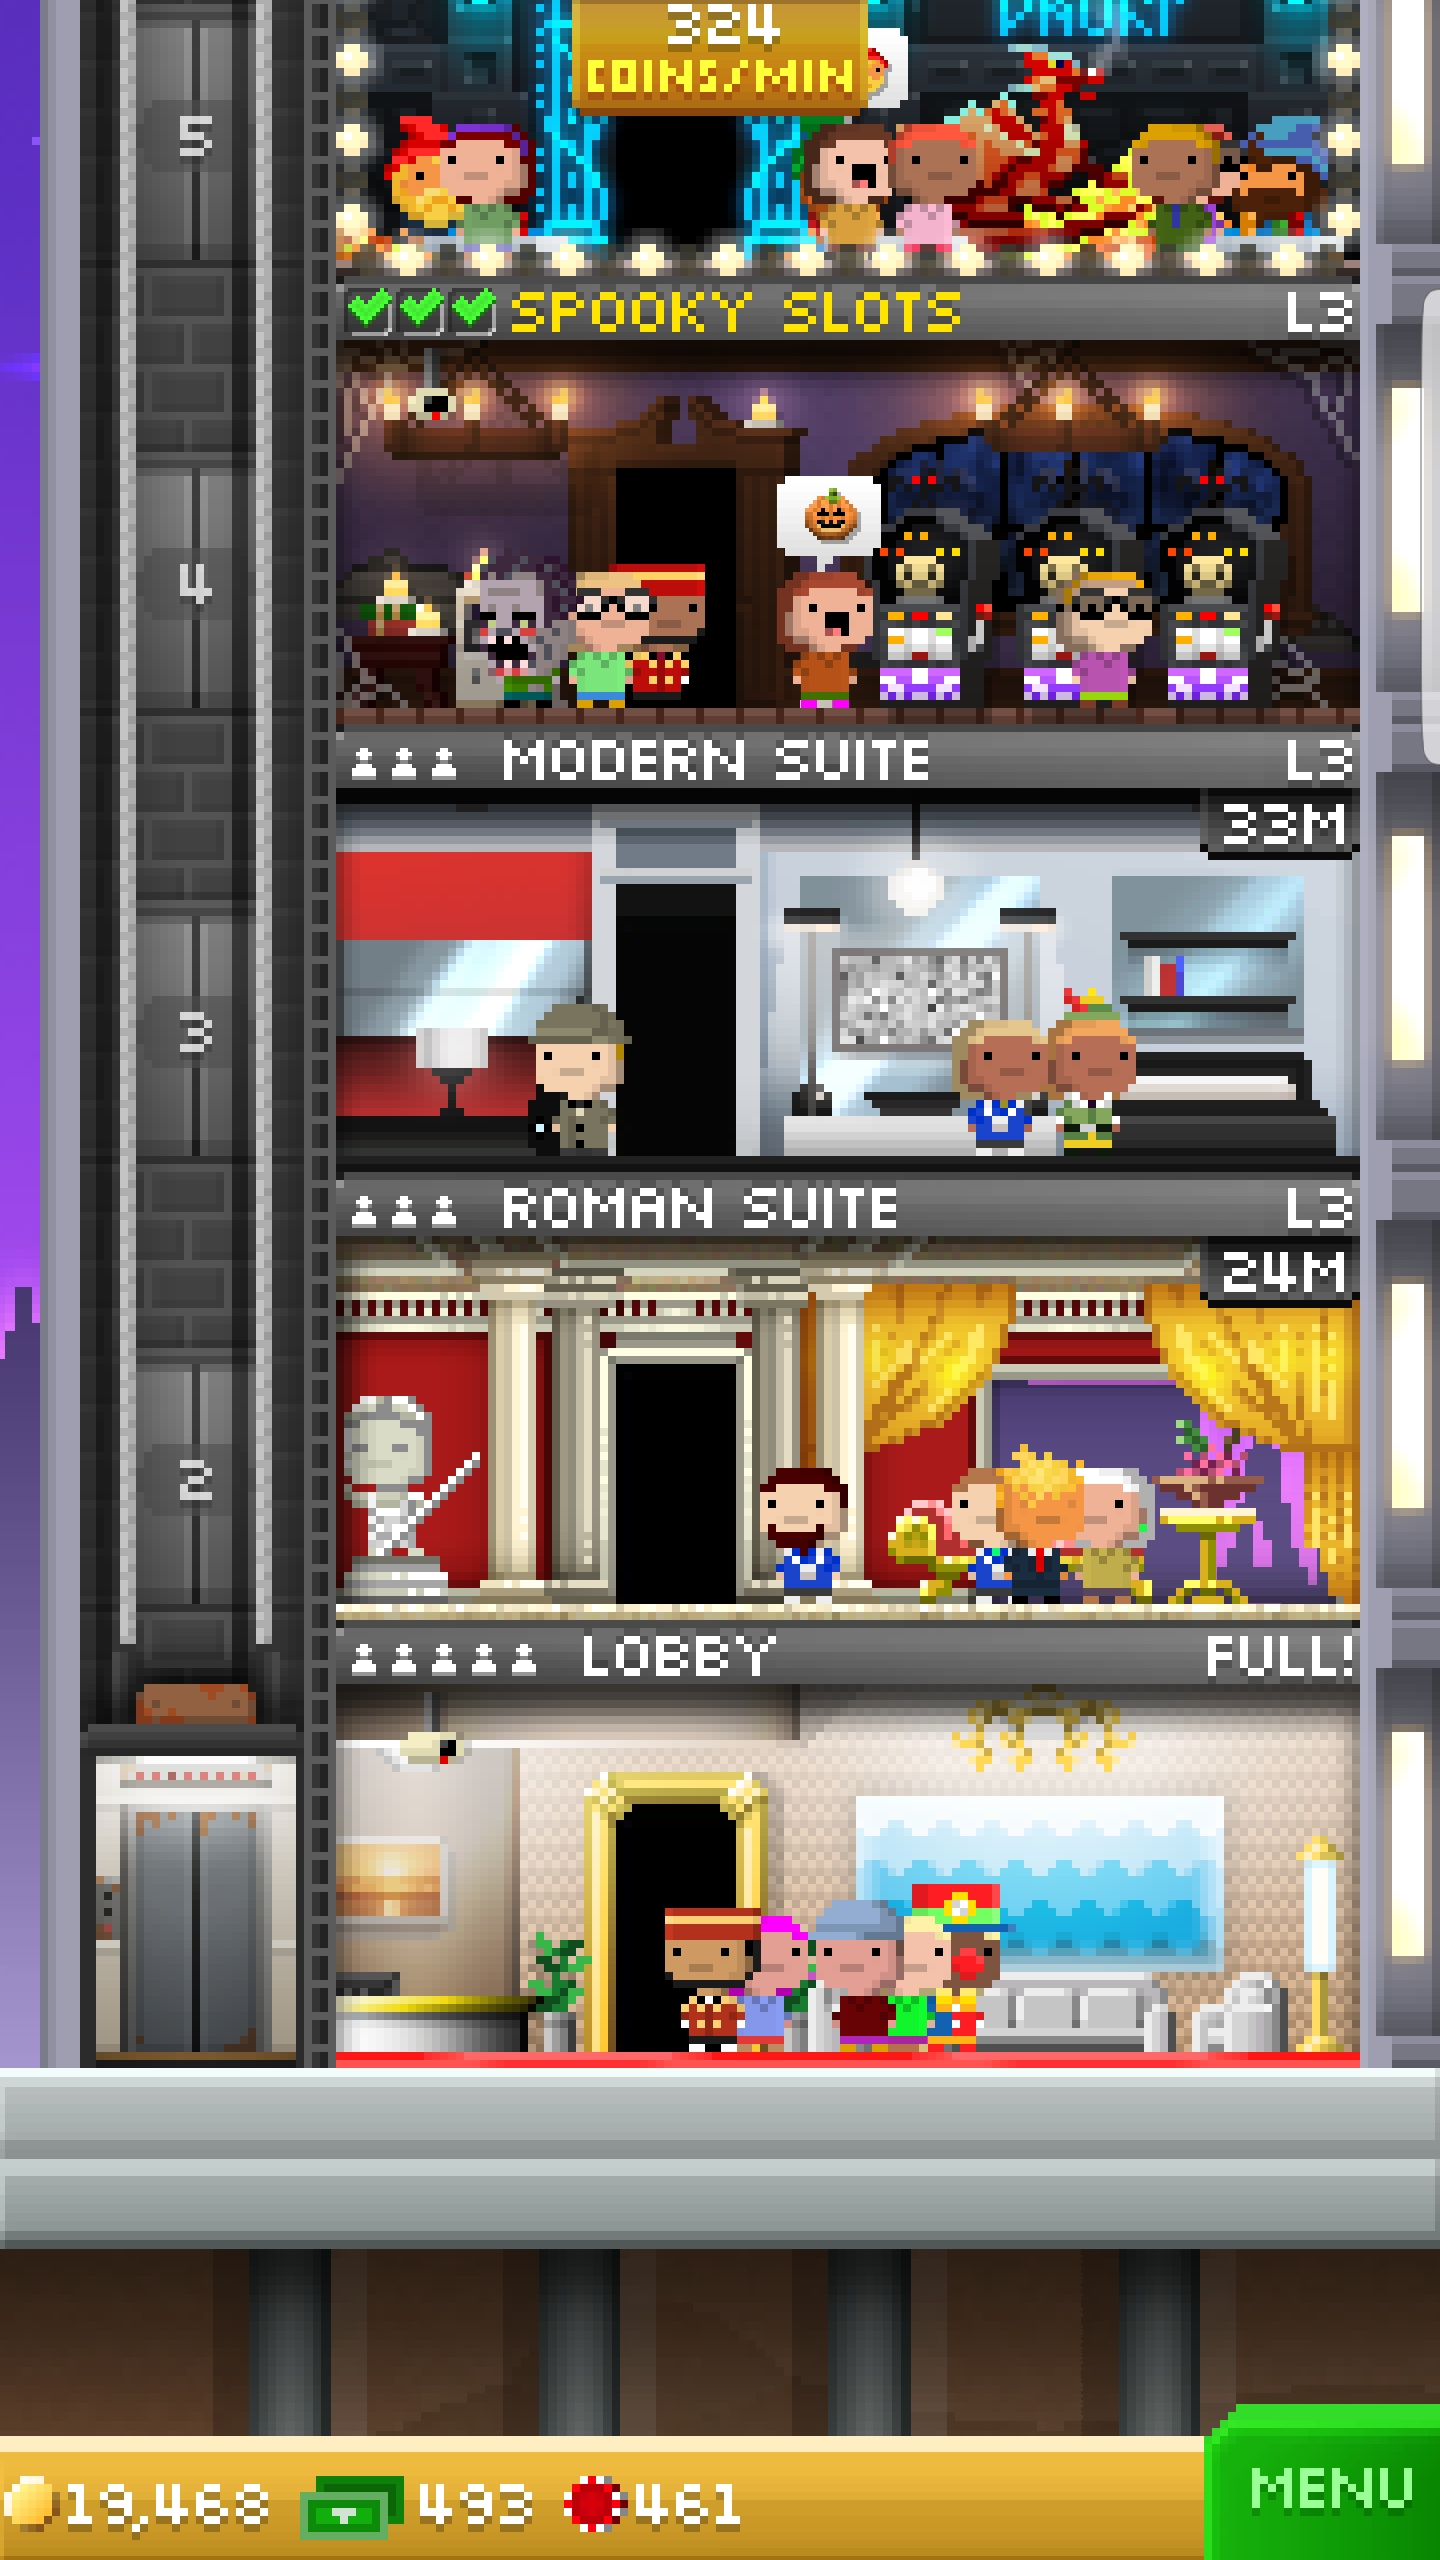 324
COINS/MIN
5
SPOOKY SLOTS L3
4
MODERN SUITE L3
33M
3
ROMAN SUITE L3
24M
2
LOBBY FULL!
19,468 493 461
MENU